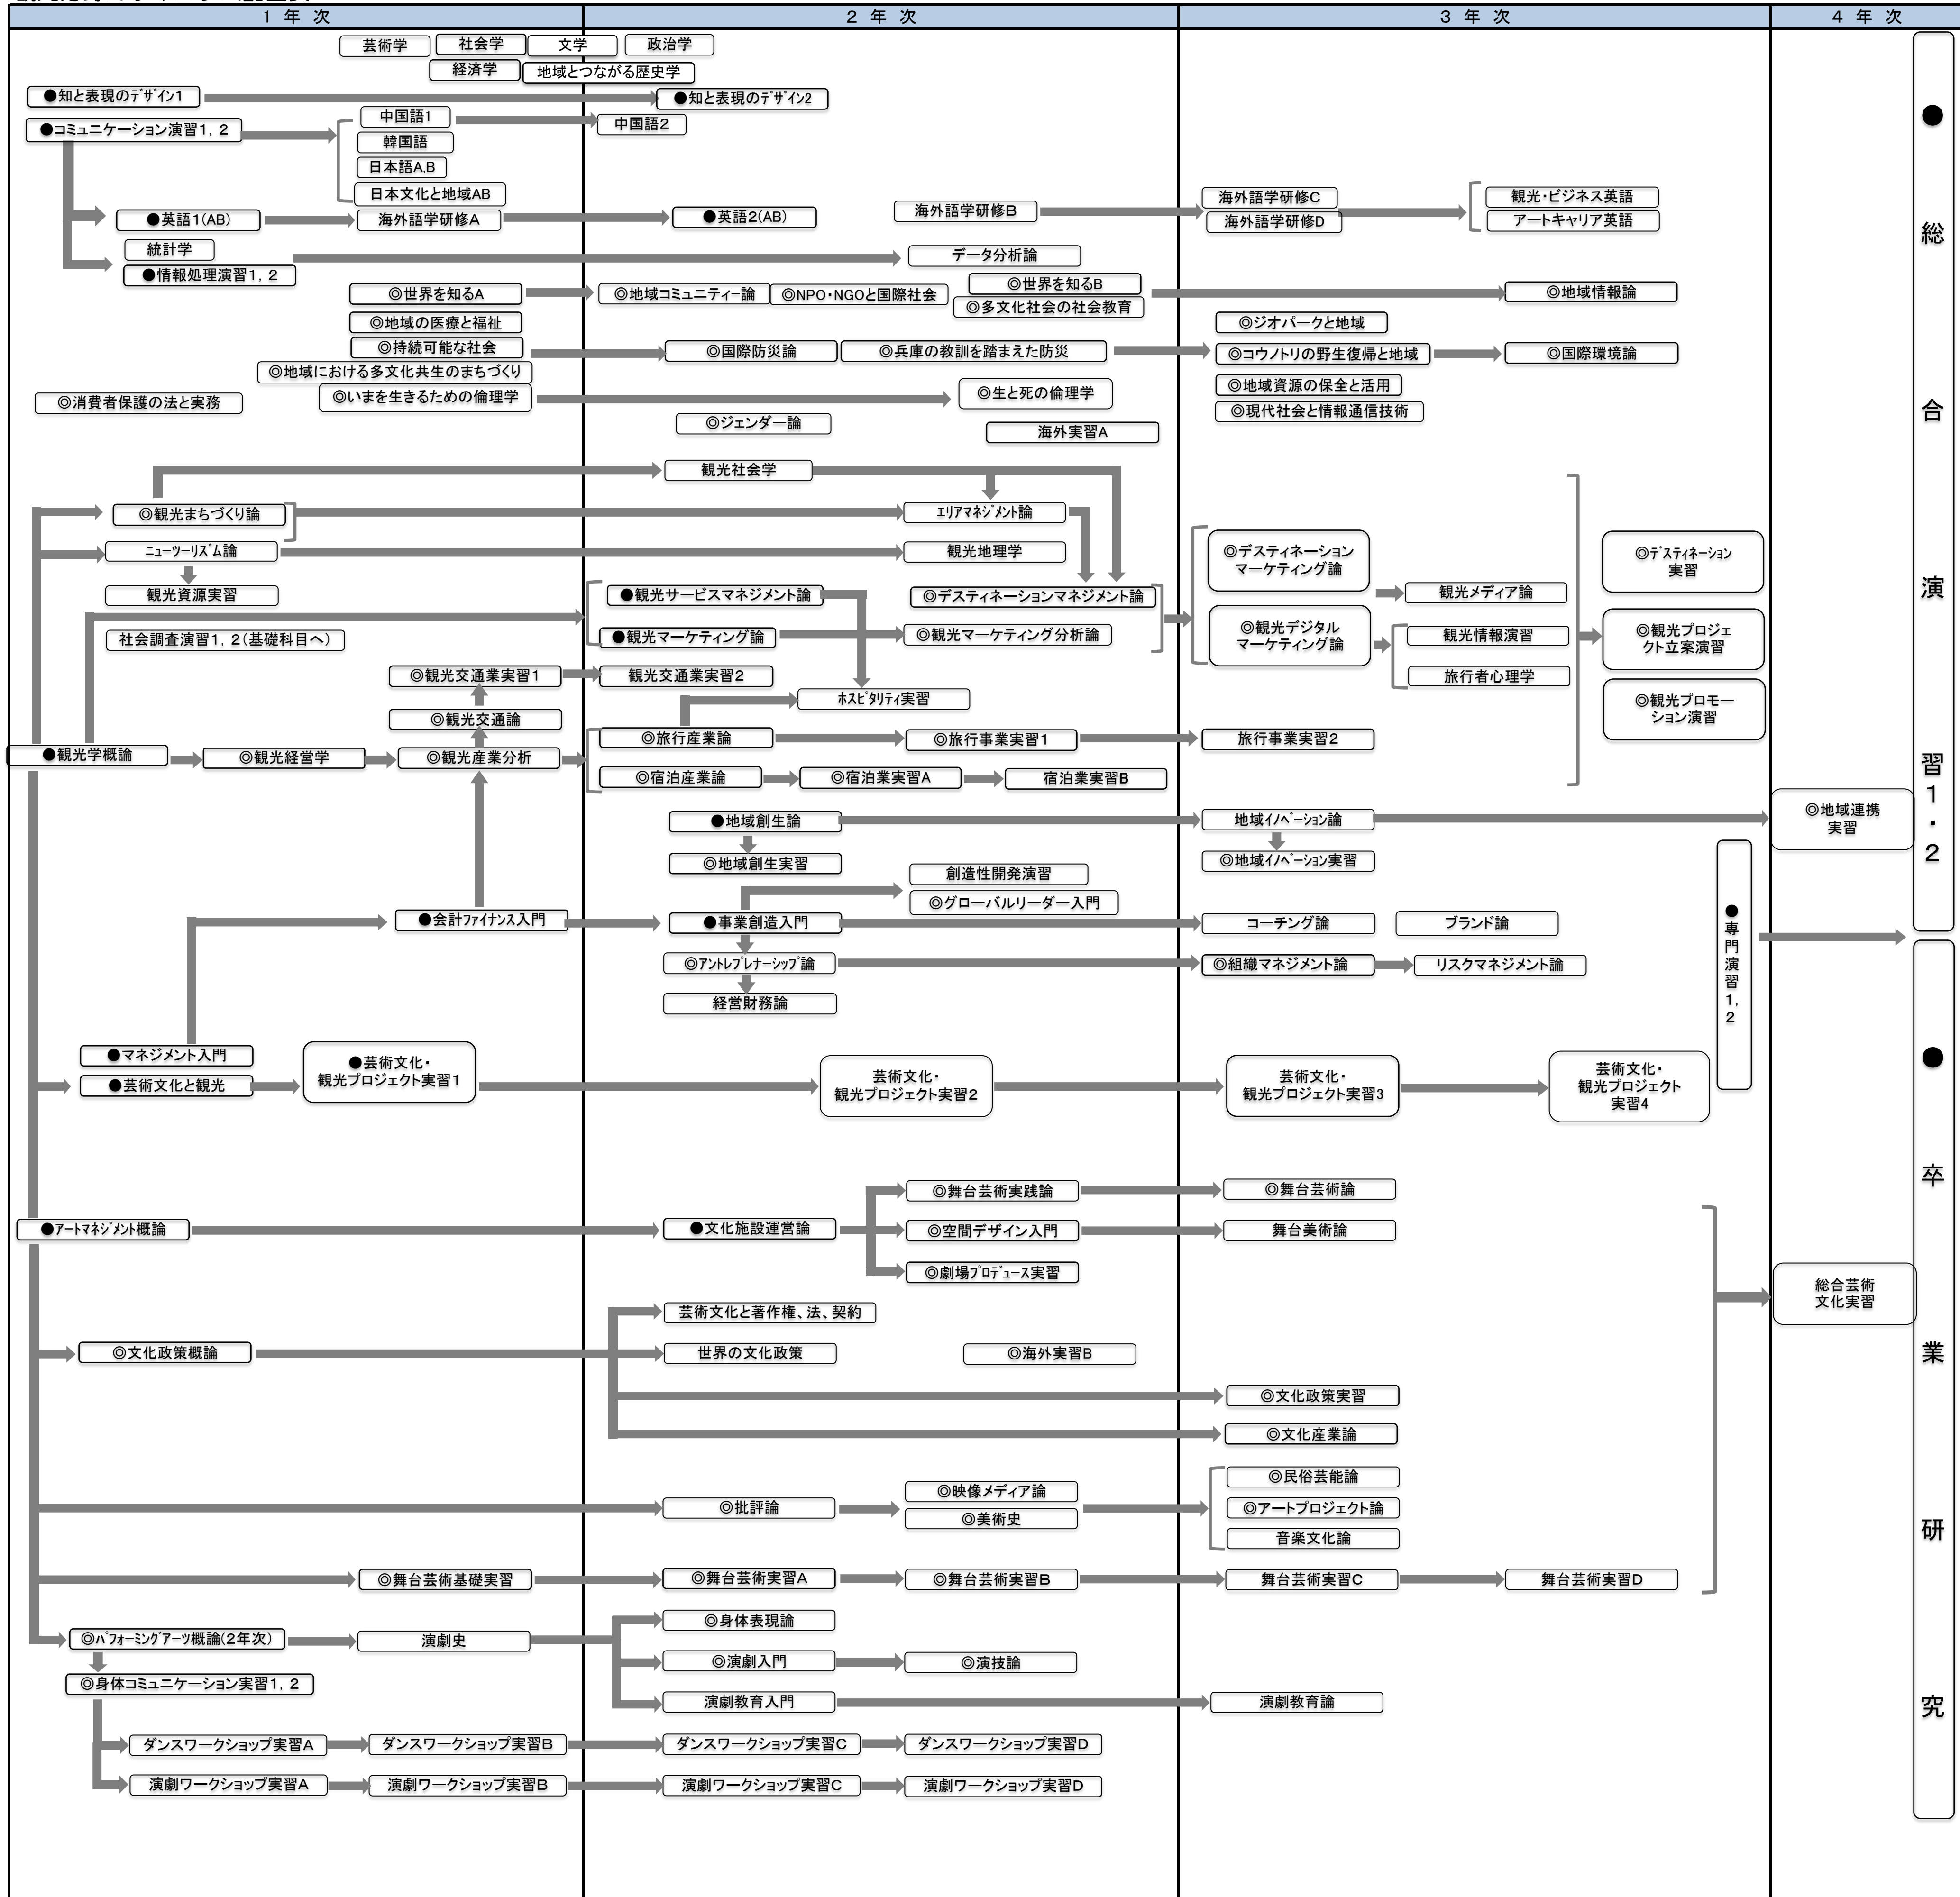 1 年 次
2 年 次
3 年 次
4 年 次
芸術学
社会学
文学
政治学
経済学
地域とつながる歴史学
●知と表現のﾃﾞｻﾞｲﾝ1
●知と表現のﾃﾞｻﾞｲﾝ2
●コミュニケーション演習1，2
中国語1
中国語2
韓国語
日本語A,B
日本文化と地域AB
●英語1(AB)
海外語学研修A
●英語2(AB)
海外語学研修B
海外語学研修C
海外語学研修D
観光・ビジネス英語
アートキャリア英語
統計学
●情報処理演習1，2
データ分析論
◎世界を知るA
◎地域コミュニティｰ論
◎NPO・NGOと国際社会
◎世界を知るB
◎多文化社会の社会教育
◎地域情報論
◎地域の医療と福祉
◎ジオパークと地域
◎持続可能な社会
◎国際防災論
◎兵庫の教訓を踏まえた防災
◎コウノトリの野生復帰と地域
◎国際環境論
◎地域における多文化共生のまちづくり
◎地域資源の保全と活用
◎消費者保護の法と実務
◎いまを生きるための倫理学
◎生と死の倫理学
◎現代社会と情報通信技術
◎ジェンダー論
海外実習A
観光社会学
◎観光まちづくり論
ｴﾘｱﾏﾈｼﾞﾒﾝﾄ論
ﾆｭｰﾂｰﾘｽﾞﾑ論
観光地理学
◎デスティネーション
マーケティング論
◎ﾃﾞｽﾃｨﾈｰｼｮﾝ
実習
観光資源実習
●観光サービスマネジメント論
◎デスティネーションマネジメント論
観光メディア論
社会調査演習1，2（基礎科目へ）
●観光マーケティング論
◎観光マーケティング分析論
◎観光デジタル
マーケティング論
観光情報演習
◎観光プロジェ
クト立案演習
◎観光交通業実習1
観光交通業実習2
旅行者心理学
ﾎｽﾋﾟﾀﾘﾃｨ実習
◎観光プロモー
ション演習
◎観光交通論
●観光学概論
◎観光経営学
◎観光産業分析
◎旅行産業論
◎旅行事業実習1
旅行事業実習2
◎宿泊産業論
◎宿泊業実習A
宿泊業実習B
●地域創生論
地域ｲﾉﾍﾞｰｼｮﾝ論
◎地域連携
実習
◎地域創生実習
◎地域ｲﾉﾍﾞｰｼｮﾝ実習
創造性開発演習
◎グローバルリーダー入門
●会計ﾌｧｲﾅﾝｽ入門
●事業創造入門
コーチング論
ブランド論
◎ｱﾝﾄﾚﾌﾟﾚﾅｰｼｯﾌﾟ論
◎組織マネジメント論
リスクマネジメント論
経営財務論
●専門演習1，2
●マネジメント入門
●芸術文化と観光
●芸術文化・
観光プロジェクト実習1
芸術文化・
観光プロジェクト実習2
芸術文化・
観光プロジェクト実習3
芸術文化・
観光プロジェクト
実習4
◎舞台芸術実践論
◎舞台芸術論
●ｱｰﾄﾏﾈｼﾞﾒﾝﾄ概論
●文化施設運営論
◎空間デザイン入門
舞台美術論
◎劇場ﾌﾟﾛﾃﾞｭｰｽ実習
総合芸術
文化実習
芸術文化と著作権、法、契約
◎文化政策概論
世界の文化政策
◎海外実習B
◎文化政策実習
◎文化産業論
◎批評論
◎映像メディア論
◎美術史
◎民俗芸能論
◎アートプロジェクト論
音楽文化論
◎舞台芸術基礎実習
◎舞台芸術実習A
◎舞台芸術実習B
舞台芸術実習C
舞台芸術実習D
◎身体表現論
◎ﾊﾟﾌｫｰﾐﾝｸﾞｱｰﾂ概論(2年次)
演劇史
◎演劇入門
◎演技論
◎身体コミュニケーション実習1，2
演劇教育入門
演劇教育論
ダンスワークショップ実習A
ダンスワークショップ実習B
ダンスワークショップ実習C
ダンスワークショップ実習D
演劇ワークショップ実習A
演劇ワークショップ実習B
演劇ワークショップ実習C
演劇ワークショップ実習D
●総合演習1・2
●卒業研究